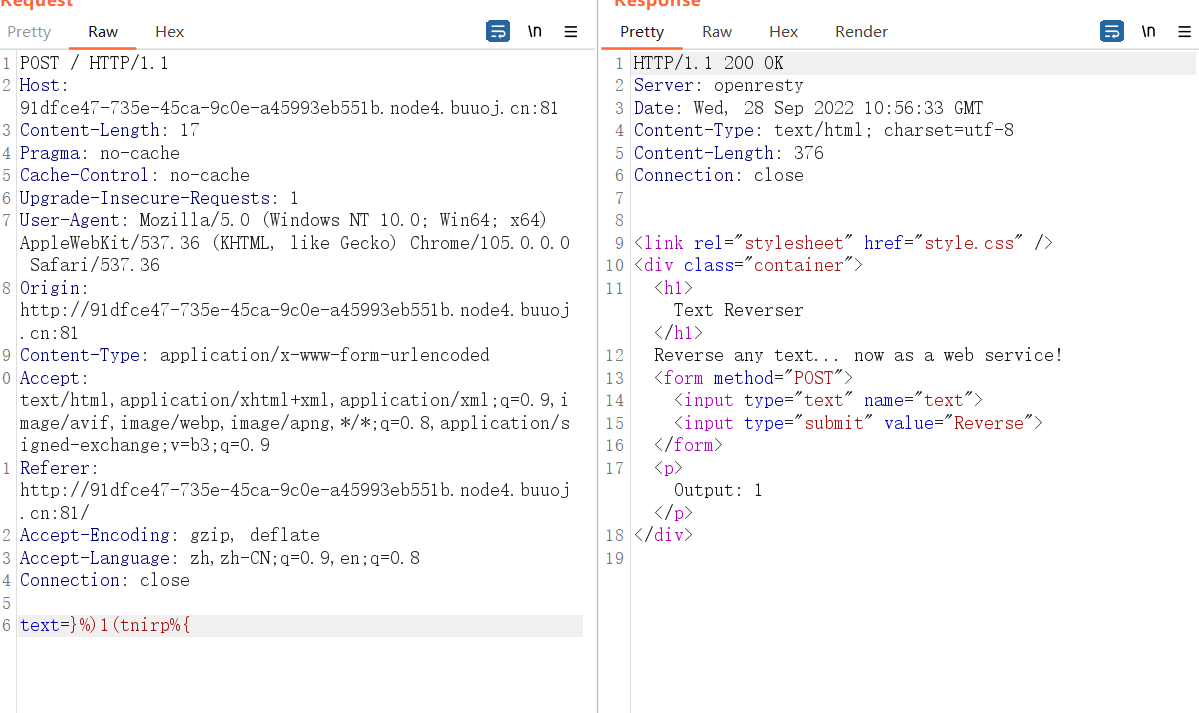 Request
Pretty Raw Hex \n
1 POST / HTTP/1.1
2 Host:
91dfce47-735e-45ca-9c0e-a45993eb551b.node4.buuoj.cn:81
3 Content-Length: 17
4 Pragma: no-cache
5 Cache-Control: no-cache
6 Upgrade-Insecure-Requests: 1
7 User-Agent: Mozilla/5.0 (Windows NT 10.0; Win64; x64)
AppleWebKit/537.36 (KHTML, like Gecko) Chrome/105.0.0.0
Safari/537.36
8 Origin:
http://91dfce47-735e-45ca-9c0e-a45993eb551b.node4.buuoj
.cn:81
9 Content-Type: application/x-www-form-urlencoded
0 Accept:
text/html,application/xhtml+xml,application/xml;q=0.9,i
mage/avif,image/webp,image/apng,*/*;q=0.8,application/s
igned-exchange;v=b3;q=0.9
1 Referer:
http://91dfce47-735e-45ca-9c0e-a45993eb551b.node4.buuoj
.cn:81/
2 Accept-Encoding: gzip, deflate
3 Accept-Language: zh,zh-CN;q=0.9,en;q=0.8
4 Connection: close
5
6 text=}%)1(tnirp%{
Response
Pretty Raw Hex Render \n
1 HTTP/1.1 200 OK
2 Server: openresty
3 Date: Wed, 28 Sep 2022 10:56:33 GMT
4 Content-Type: text/html; charset=utf-8
5 Content-Length: 376
6 Connection: close
7
8
9 <link rel="stylesheet" href="style.css" />
10 <div class="container">
11 <h1>
Text Reverser
</h1>
12 Reverse any text... now as a web service!
13 <form method="POST">
14 <input type="text" name="text">
15 <input type="submit" value="Reverse">
16 </form>
17 <p>
Output: 1
</p>
18 </div>
19